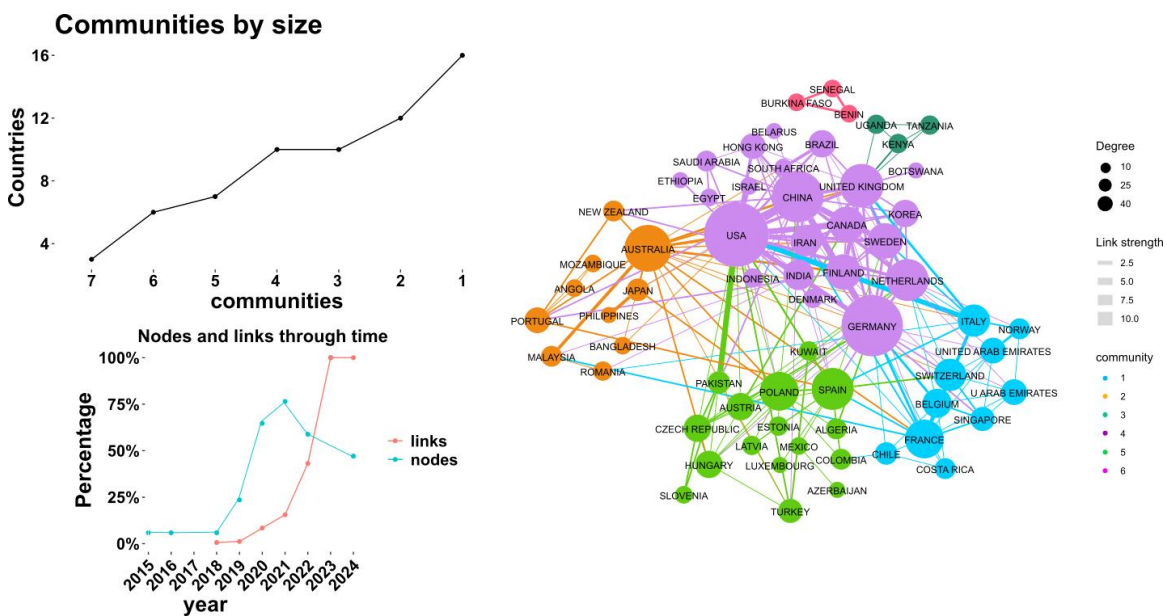 Communities by size
16
12
8
4
Countries
7
6
5
4
3
2
1
communities
Nodes and links through time
100%
75%
50%
25%
0%
Percentage
2015
2016
2017
2018
2019
2020
2021
2022
2023
2024
year
links
nodes
SENEGAL
BURKINA FASO
BENIN
UGANDA
TANZANIA
KENYA
BELARUS
HONG KONG
BRAZIL
SAUDI ARABIA
SOUTH AFRICA
BOTSWANA
ETHIOPIA
ISRAEL
UNITED KINGDOM
EGYPT
CHINA
NEW ZEALAND
KOREA
CANADA
USA
IRAN
SWEDEN
AUSTRALIA
MOZAMBIQUE
INDONESIA
INDIA
FINLAND
NETHERLANDS
ANGOLA
JAPAN
DENMARK
PORTUGAL
PHILIPPINES
GERMANY
ITALY
NORWAY
BANGLADESH
KUWAIT
UNITED ARAB EMIRATES
MALAYSIA
ROMANIA
SWITZERLAND
PAKISTAN
POLAND
SPAIN
U ARAB EMIRATES
AUSTRIA
BELGIUM
SINGAPORE
CZECH REPUBLIC
ESTONIA
ALGERIA
FRANCE
LATVIA
MEXICO
CHILE
HUNGARY
LUXEMBOURG
COLOMBIA
COSTA RICA
SLOVENIA
AZERBAIJAN
TURKEY
Degree
10
25
40
Link strength
2.5
5.0
7.5
10.0
community
1
2
3
4
5
6